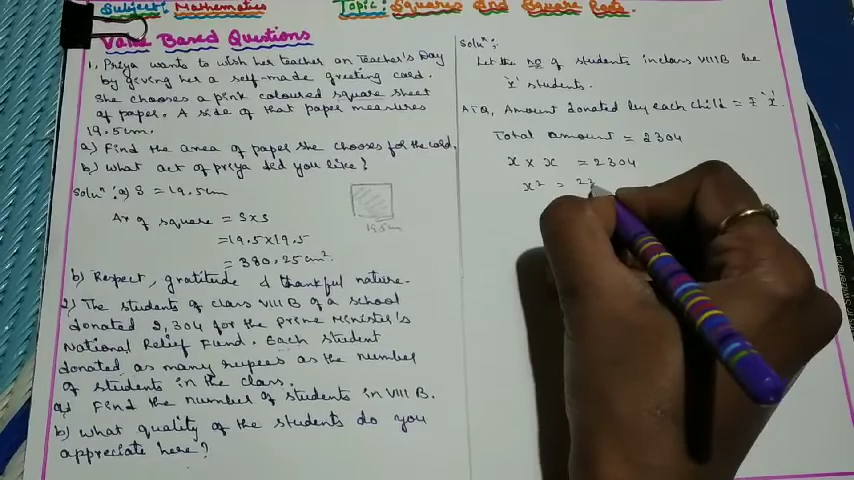 Subject: Mathematics
Topic: Squares And Square Roots.
Value Based Questions
1. Priya wants to wish her teacher on Teacher's Day
by geving her a self-made greeting card.
She chooses a pink coloured square sheet
of paper. A side of that paper measures
19.5cm.
a) Find the area of paper she chooses for the card.
b) What act of priya did you like?
Soluⁿ: a) S = 19.5cm
Ar of square = S×S
= 19.5 × 19.5
= 380.25 cm².
19.5cm
b) Respect, gratitude & thankful nature.
2) The students of class VIII B of a school
donated 2,304 for the Prime Minister's
National Relief Fund. Each student
donated as many rupees as the number
of students in the class.
a) Find the number of students in VIII B.
b) What quality of the students do you
appreciate here?
Soluⁿ:
Let the no of students in class VIII B be
'x' students.
ATQ, Amount donated by each child = ₹ 'x'.
Total amount = 2304
x × x = 2304
x² = 23